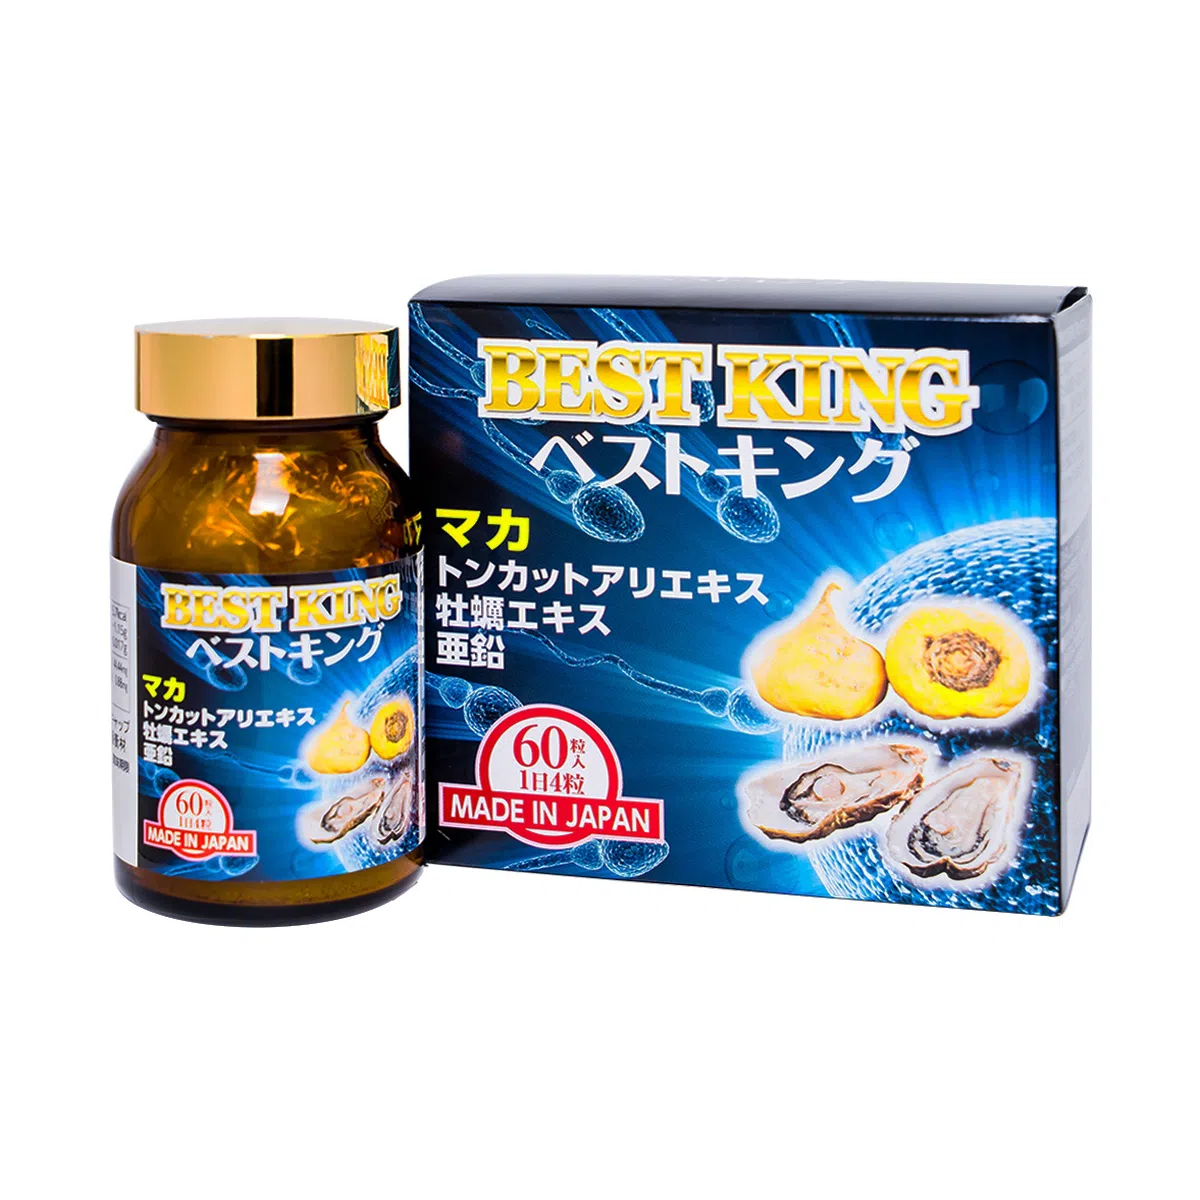 BEST KING
ベストキング
マカ
トンカットアリエキス
牡蠣エキス
亜鉛
60粒入
1日4粒
MADE IN JAPAN
BEST KING
ベストキング
マカ
トンカットアリエキス
牡蠣エキス
亜鉛
60粒入
1日4粒
MADE IN JAPAN